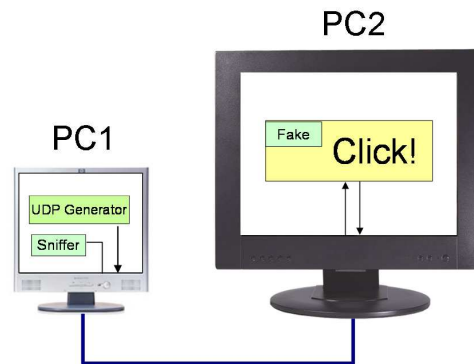 PC2
PC1
Fake
Click!
UDP Generator
Sniffer